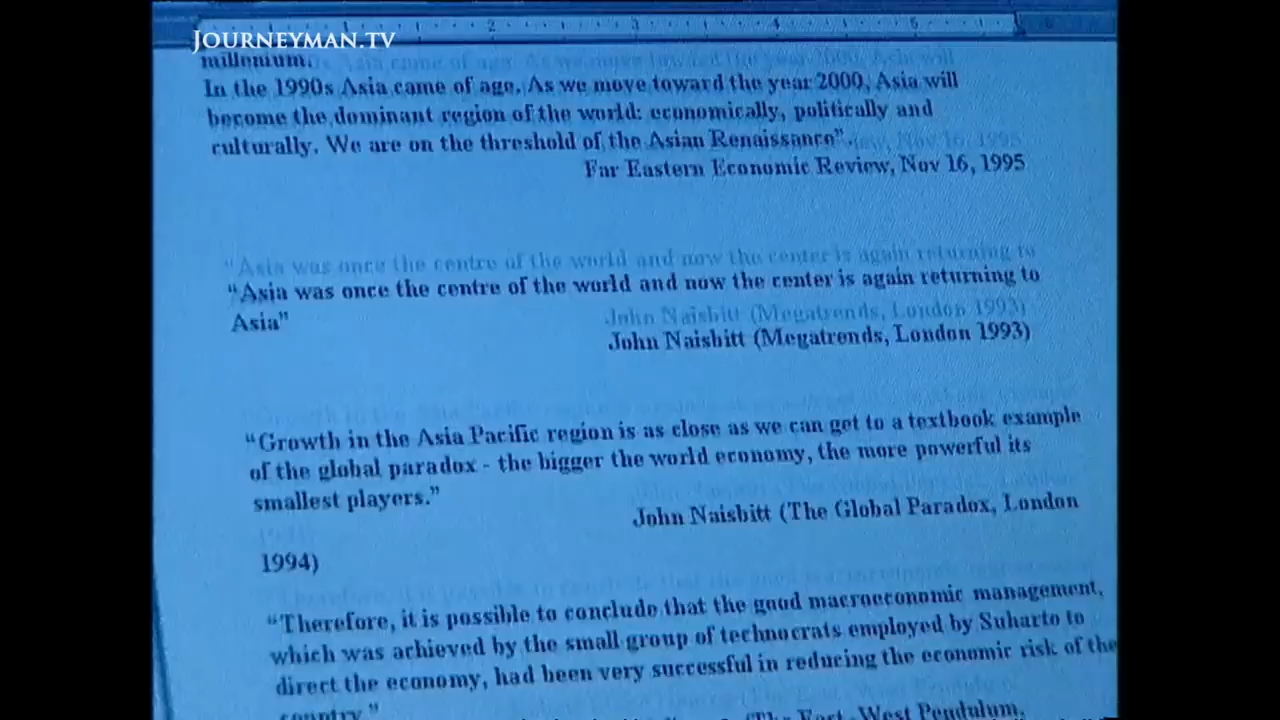 JOURNEYMAN.TV
millenium.
In the 1990s Asia came of age. As we move toward the year 2000, Asia will
become the dominant region of the world: economically, politically and
culturally. We are on the threshold of the Asian Renaissance".
Far Eastern Economic Review, Nov 16, 1995
"Asia was once the centre of the world and now the center is again returning to
Asia"
John Naisbitt (Megatrends, London 1993)
"Growth in the Asia Pacific region is as close as we can get to a textbook example
of the global paradox - the bigger the world economy, the more powerful its
smallest players."
John Naisbitt (The Global Paradox, London
1994)
"Therefore, it is possible to conclude that the good macroeconomic management,
which was achieved by the small group of technocrats employed by Suharto to
direct the economy, had been very successful in reducing the economic risk of the
country."
(The East-West Pendulum,